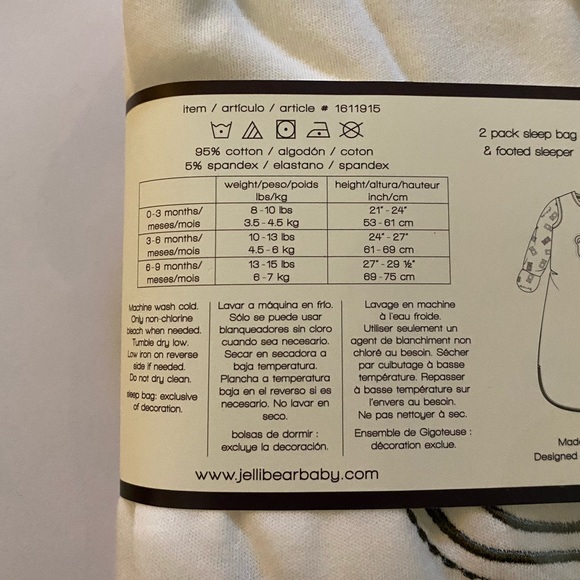 item / artículo / article # 1611915
95% cotton / algodón / coton
5% spandex / elastano / spandex
2 pack sleep bag
& footed sleeper
weight/peso/poids height/altura/hauteur
lbs/kg inch/cm
0-3 months/ 8-10 lbs 21"-24"
meses/mois 3.5-4.5 kg 53-61 cm
3-6 months/ 10-13 lbs 24"-27"
meses/mois 4.5-6 kg 61-69 cm
6-9 months/ 13-15 lbs 27"-29 ½"
meses/mois 6-7 kg 69-75 cm
Machine wash cold.
Only non-chlorine
bleach when needed.
Tumble dry low.
Low iron on reverse
side if needed.
Do not dry clean.
sleep bag: exclusive
of decoration.
Lavar a máquina en frío.
Sólo se puede usar
blanqueadores sin cloro
cuando sea necesario.
Secar en secadora a
baja temperatura.
Plancha a temperatura
baja en el reverso si es
necesario. No lavar en
seco.
bolsas de dormir :
excluye la decoración.
Lavage en machine
à l'eau froide.
Utiliser seulement un
agent de blanchiment non
chloré au besoin. Sécher
par culbutage à basse
température. Repasser
à basse température sur
l'envers au besoin.
Ne pas nettoyer à sec.
Ensemble de Gigoteuse :
décoration exclue.
Made
Designed
www.jellibearbaby.com